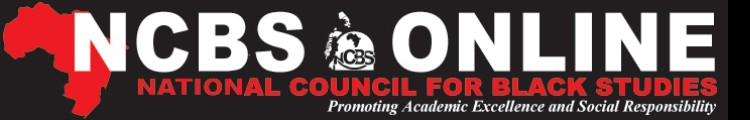 NCBS NCBS ONLINE
NATIONAL COUNCIL FOR BLACK STUDIES
Promoting Academic Excellence and Social Responsibility